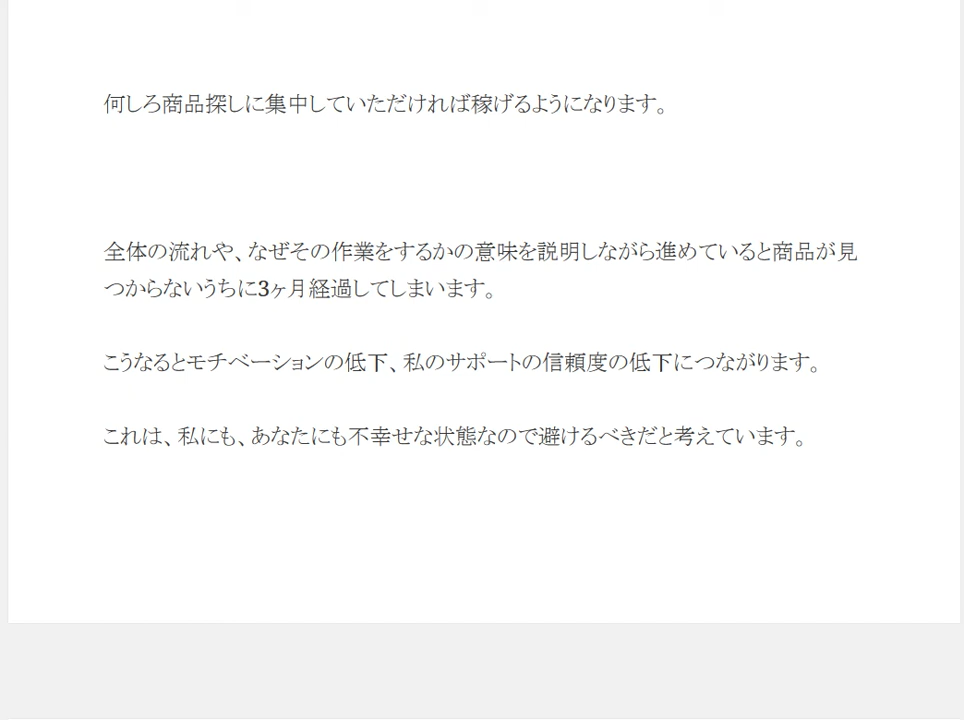 何しろ商品探しに集中していただければ稼げるようになります。
全体の流れや、なぜその作業をするかの意味を説明しながら進めていると商品が見
つからないうちに3ヶ月経過してしまいます。
こうなるとモチベーションの低下、私のサポートの信頼度の低下につながります。
これは、私にも、あなたにも不幸せな状態なので避けるべきだと考えています。